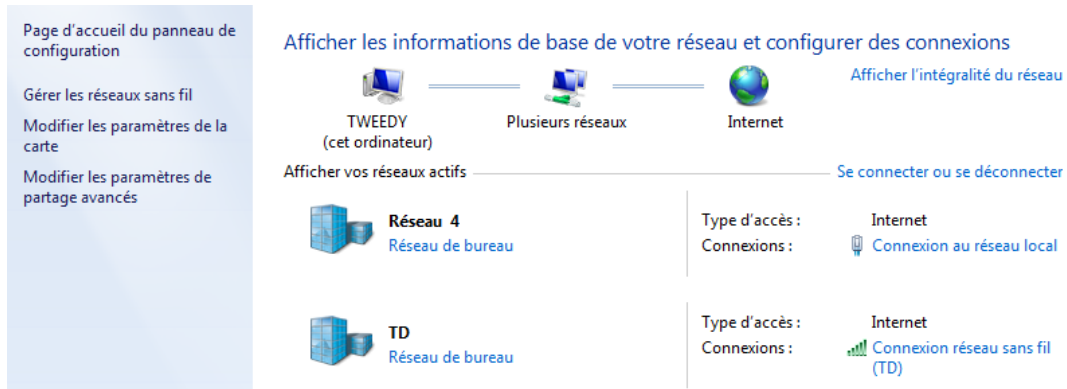 Page d'accueil du panneau de
configuration
Gérer les réseaux sans fil
Modifier les paramètres de la
carte
Modifier les paramètres de
partage avancés
Afficher les informations de base de votre réseau et configurer des connexions
Afficher l'intégralité du réseau
TWEEDY
(cet ordinateur)
Plusieurs réseaux
Internet
Afficher vos réseaux actifs
Se connecter ou se déconnecter
Réseau 4
Réseau de bureau
Type d'accès : Internet
Connexions : Connexion au réseau local
TD
Réseau de bureau
Type d'accès : Internet
Connexions : Connexion réseau sans fil
(TD)